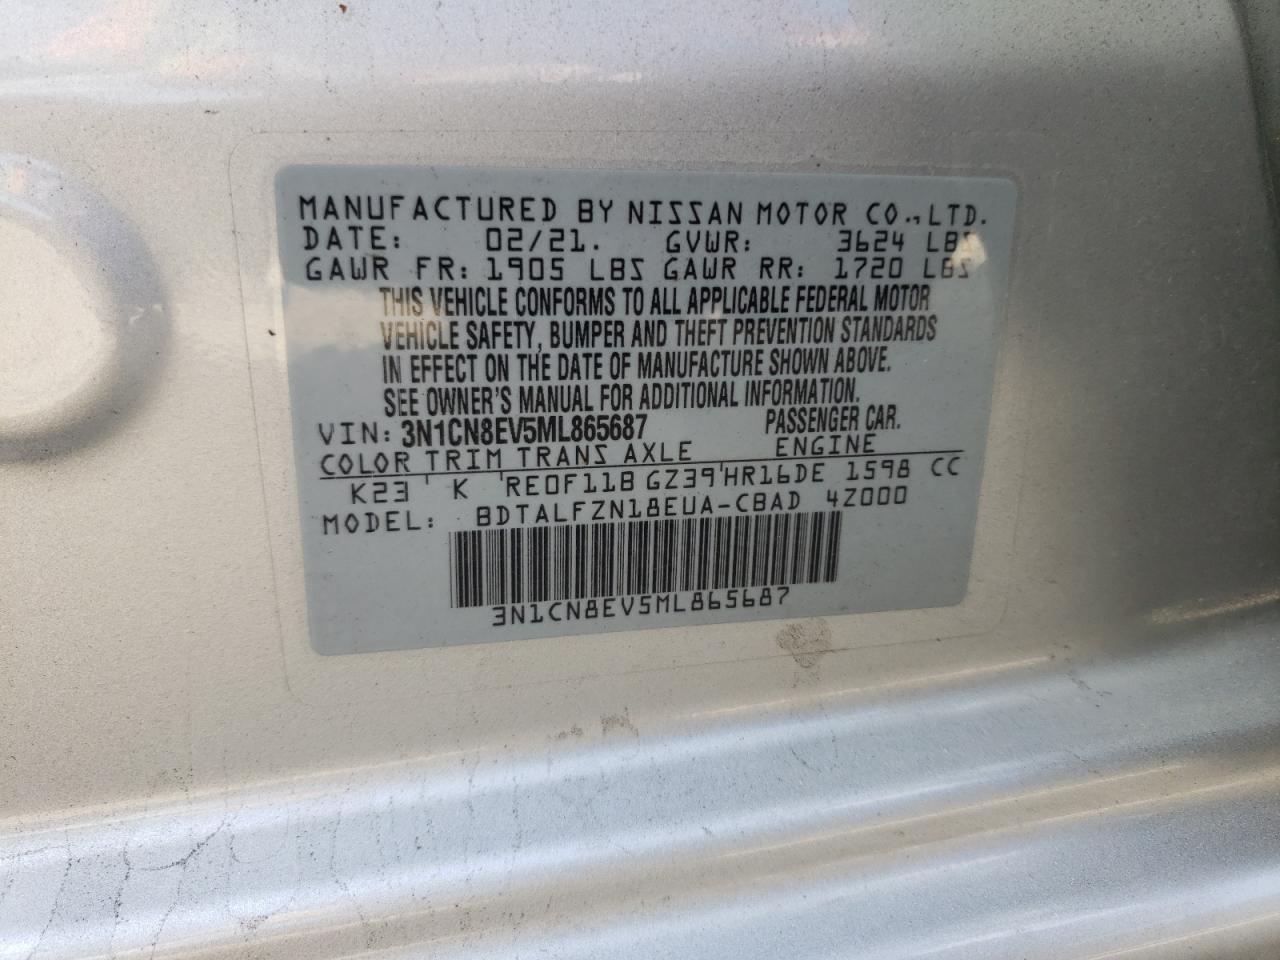 MANUFACTURED BY NISSAN MOTOR CO., LTD.
DATE: 02/21. GVWR: 3624 LBS
GAWR FR: 1905 LBS GAWR RR: 1720 LBS
THIS VEHICLE CONFORMS TO ALL APPLICABLE FEDERAL MOTOR
VEHICLE SAFETY, BUMPER AND THEFT PREVENTION STANDARDS
IN EFFECT ON THE DATE OF MANUFACTURE SHOWN ABOVE.
SEE OWNER'S MANUAL FOR ADDITIONAL INFORMATION.
VIN: 3N1CN8EV5ML865687 PASSENGER CAR.
COLOR TRIM TRANS AXLE ENGINE
K23 ' K ' RE0F11B GZ39 ' HR16DE 1598 CC
MODEL: BDTALFZN18EUA-CBAD 4Z000
3N1CN8EV5ML865687